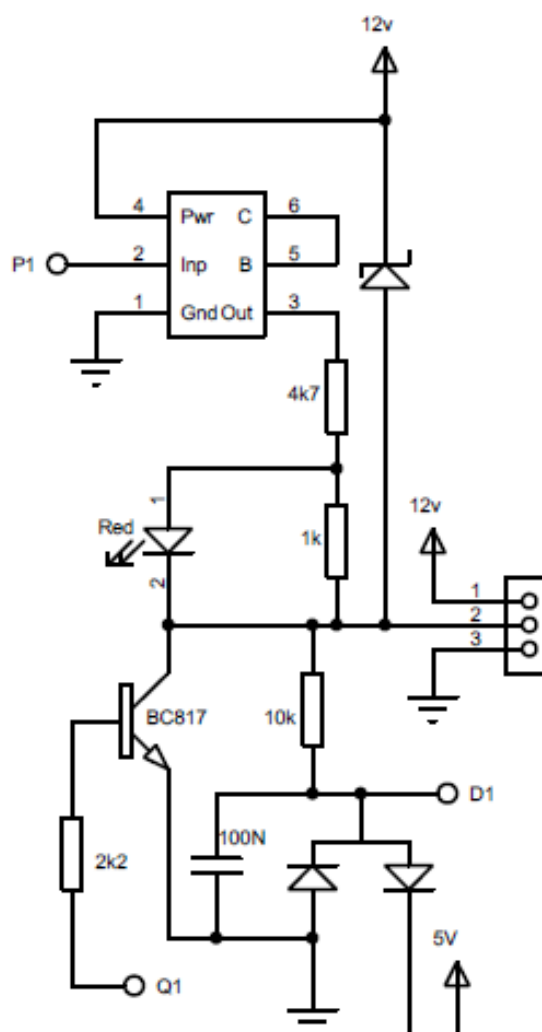 12v
4 Pwr C 6
P1 2 Inp B 5
1 Gnd Out 3
4k7
1
Red
1k
12v
2
1
2
3
BC817
10k
D1
100N
2k2
5V
Q1